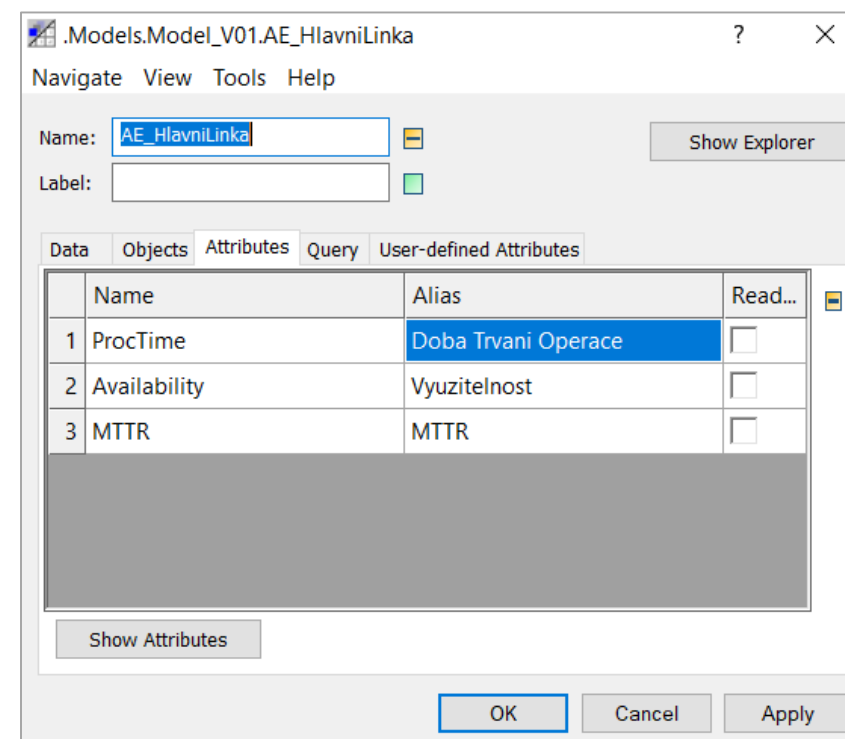 .Models.Model_V01.AE_HlavniLinka ?
Navigate View Tools Help
Name: AE_HlavniLinka Show Explorer
Label:
Data Objects Attributes Query User-defined Attributes
Name Alias Read...
1 ProcTime Doba Trvani Operace
2 Availability Vyuzitelnost
3 MTTR MTTR
Show Attributes
OK Cancel Apply